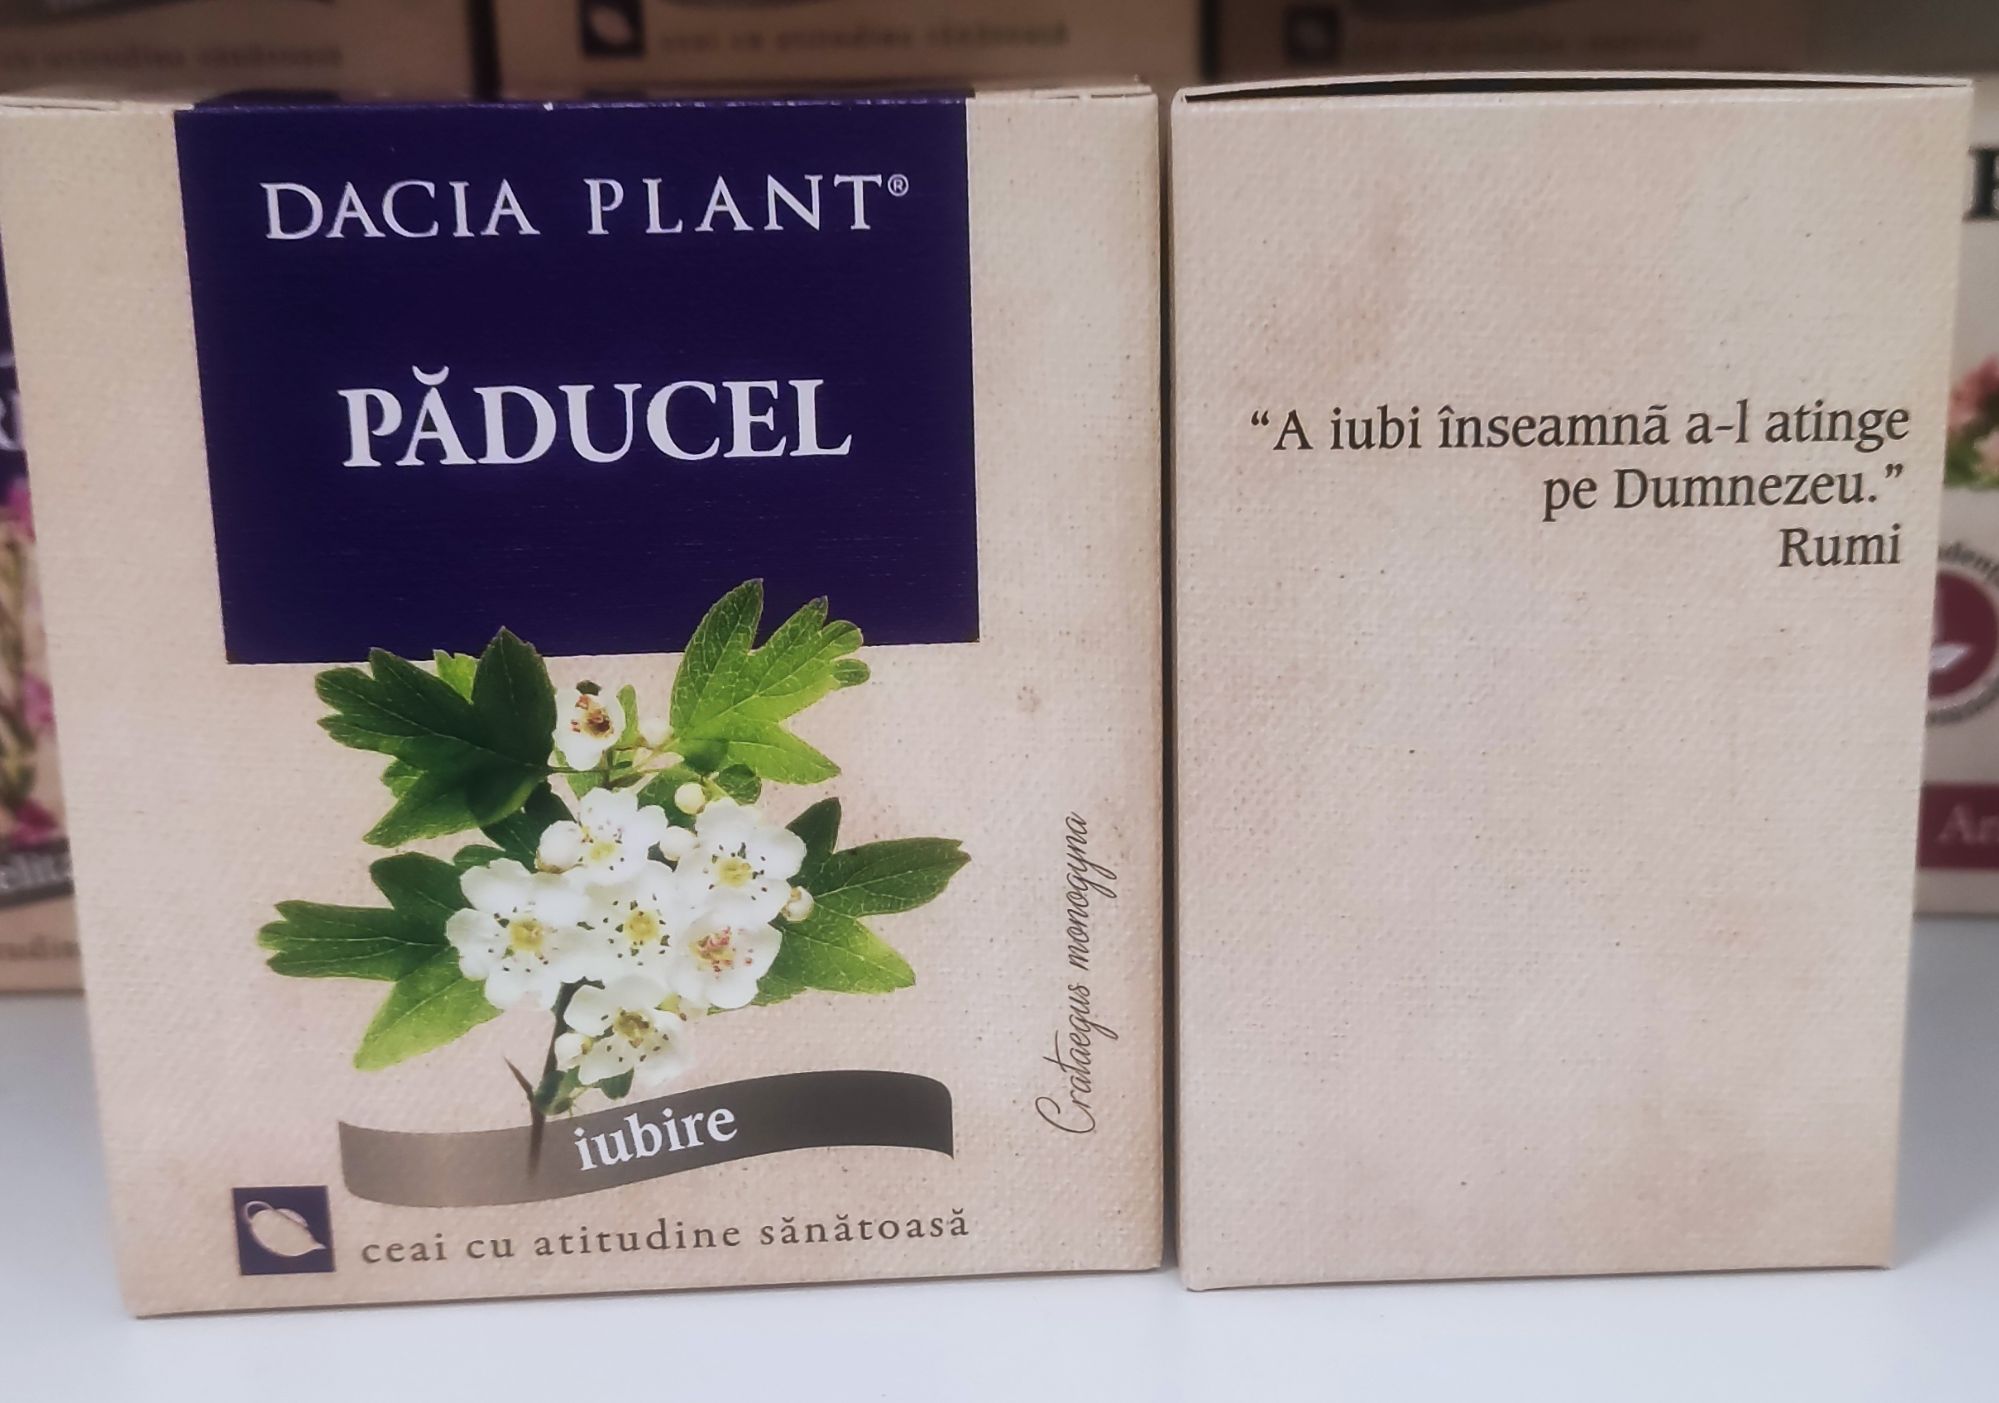 DACIA PLANT®
PĂDUCEL
Crataegus monogyna
iubire
ceai cu atitudine sănătoasă
“A iubi înseamnã a-l atinge
pe Dumnezeu.”
Rumi